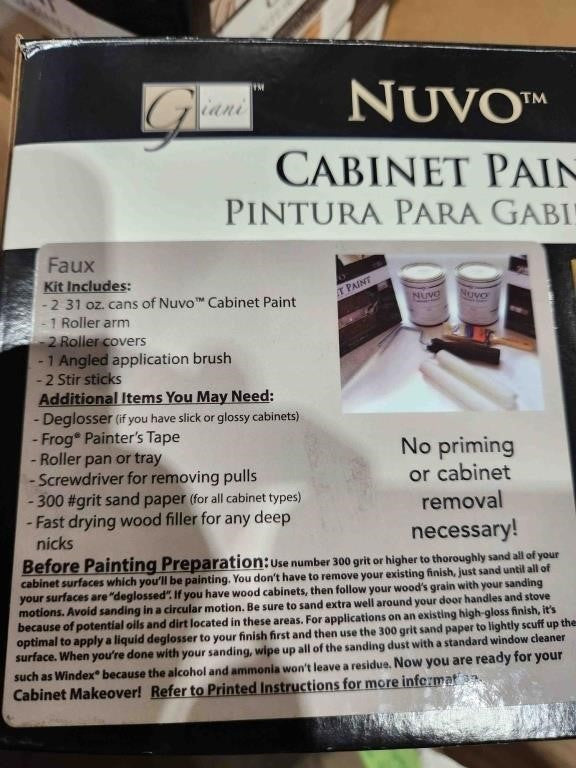 Giani™
NUVO™
CABINET PAIN
PINTURA PARA GABI
Faux
Kit Includes:
- 2 31 oz. cans of Nuvo™ Cabinet Paint
- 1 Roller arm
- 2 Roller covers
- 1 Angled application brush
- 2 Stir sticks
Additional Items You May Need:
- Deglosser (if you have slick or glossy cabinets)
- Frog® Painter's Tape
- Roller pan or tray
- Screwdriver for removing pulls
- 300 #grit sand paper (for all cabinet types)
- Fast drying wood filler for any deep
nicks
ET PAINT
NUVO
NUVO
No priming
or cabinet
removal
necessary!
Before Painting Preparation: Use number 300 grit or higher to thoroughly sand all of your
cabinet surfaces which you'll be painting. You don't have to remove your existing finish, just sand until all of
your surfaces are "deglossed". If you have wood cabinets, then follow your wood's grain with your sanding
motions. Avoid sanding in a circular motion. Be sure to sand extra well around your door handles and stove
because of potential oils and dirt located in these areas. For applications on an existing high-gloss finish, it's
optimal to apply a liquid deglosser to your finish first and then use the 300 grit sand paper to lightly scuff up the
surface. When you're done with your sanding, wipe up all of the sanding dust with a standard window cleaner
such as Windex® because the alcohol and ammonia won't leave a residue. Now you are ready for your
Cabinet Makeover! Refer to Printed Instructions for more information.